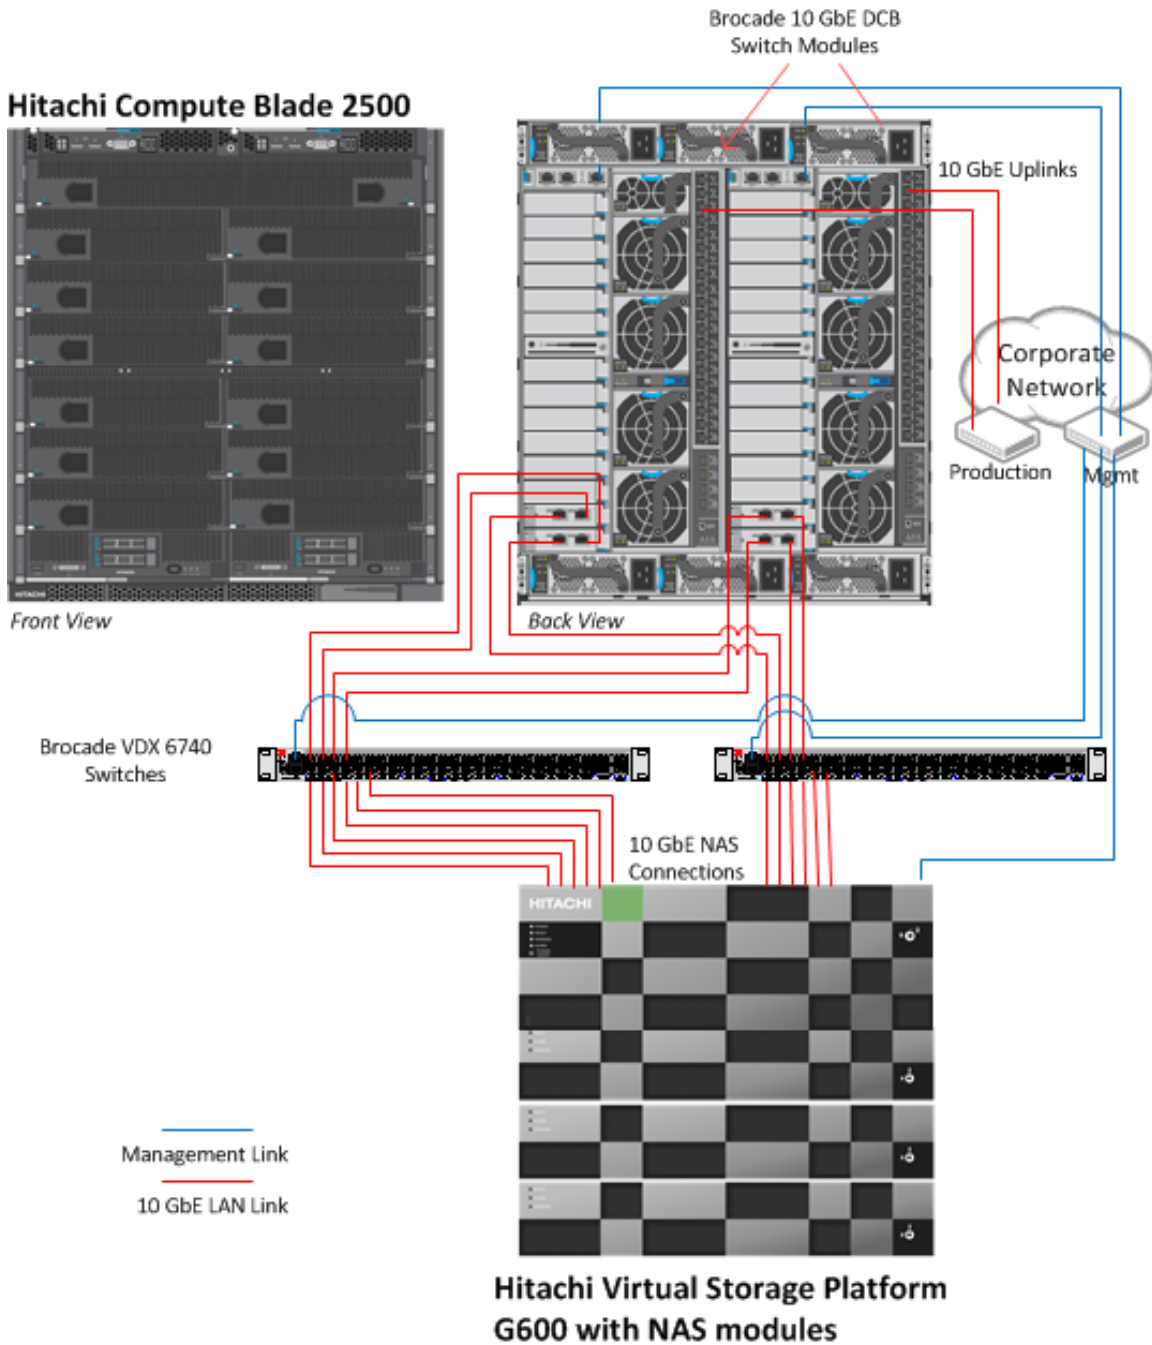 Brocade 10 GbE DCB
Switch Modules
Hitachi Compute Blade 2500
10 GbE Uplinks
Corporate
Network
Production
Mgmt
HITACHI
Front View
Back View
Brocade VDX 6740
Switches
10 GbE NAS
Connections
HITACHI
Management Link
10 GbE LAN Link
Hitachi Virtual Storage Platform
G600 with NAS modules